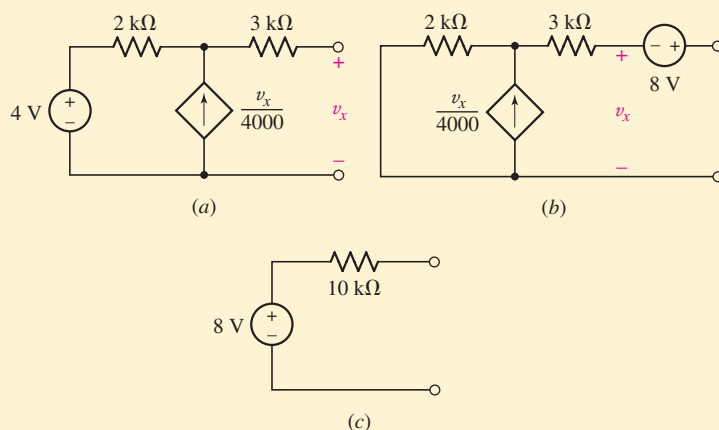 2 kΩ 3 kΩ
+
4 V + − v_x/4000 v_x
−
(a)
2 kΩ 3 kΩ
+ − +
8 V
v_x/4000 v_x
−
(b)
10 kΩ
8 V + −
(c)